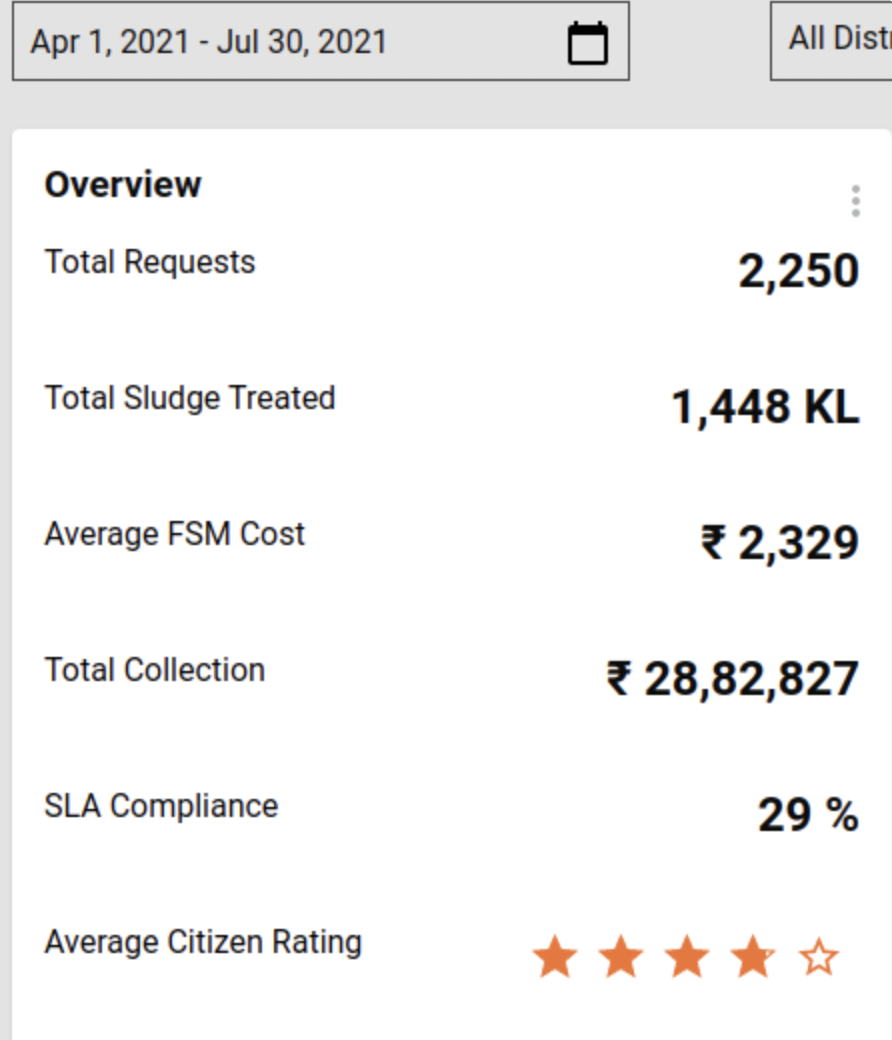 Apr 1, 2021 - Jul 30, 2021
All Distr
Overview
Total Requests
2,250
Total Sludge Treated
1,448 KL
Average FSM Cost
₹ 2,329
Total Collection
₹ 28,82,827
SLA Compliance
29 %
Average Citizen Rating